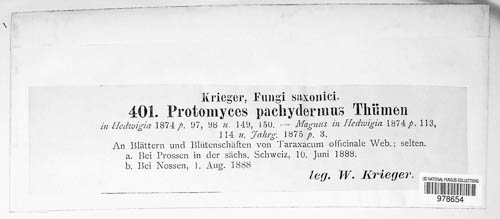 Krieger, Fungi saxonici.
401. Protomyces pachydermus Thümen
in Hedwigia 1874 p. 97, 98 u. 149, 150. — Magnus in Hedwigia 1874 p. 113,
114 u. Jahrg. 1875 p. 3.
An Blättern und Blütenschäften von Taraxacum officinale Web.; selten.
a. Bei Prossen in der sächs. Schweiz, 10. Juni 1888.
b. Bei Nossen, 1. Aug. 1888
leg. W. Krieger.
US NATIONAL FUNGUS COLLECTIONS
978654